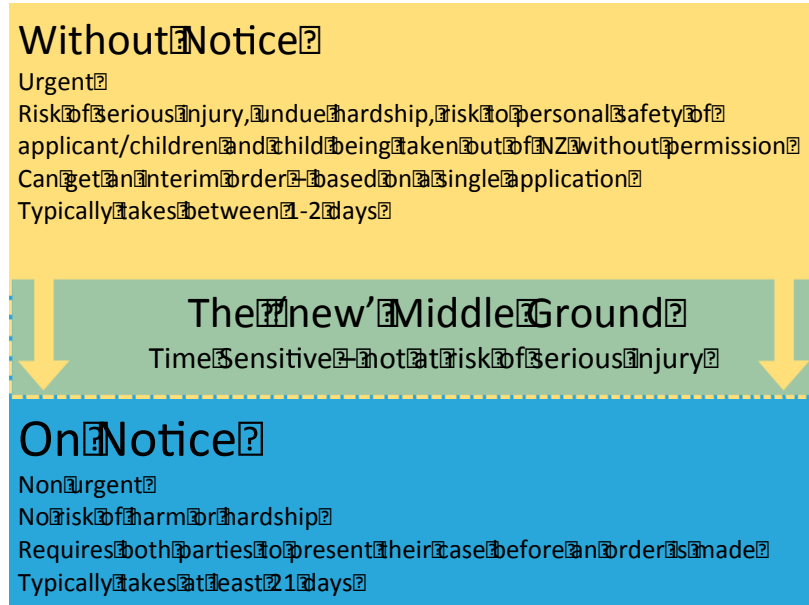 Without Notice
Urgent
Risk of serious injury, undue hardship, risk to personal safety of
applicant/children and child being taken out of NZ without permission
Can get an interim order – based on a single application
Typically takes between 1-2 days
The 'new' Middle Ground
Time Sensitive – not at risk of serious injury
On Notice
Non urgent
No risk of harm or hardship
Requires both parties to present their case before an order is made
Typically takes at least 21 days